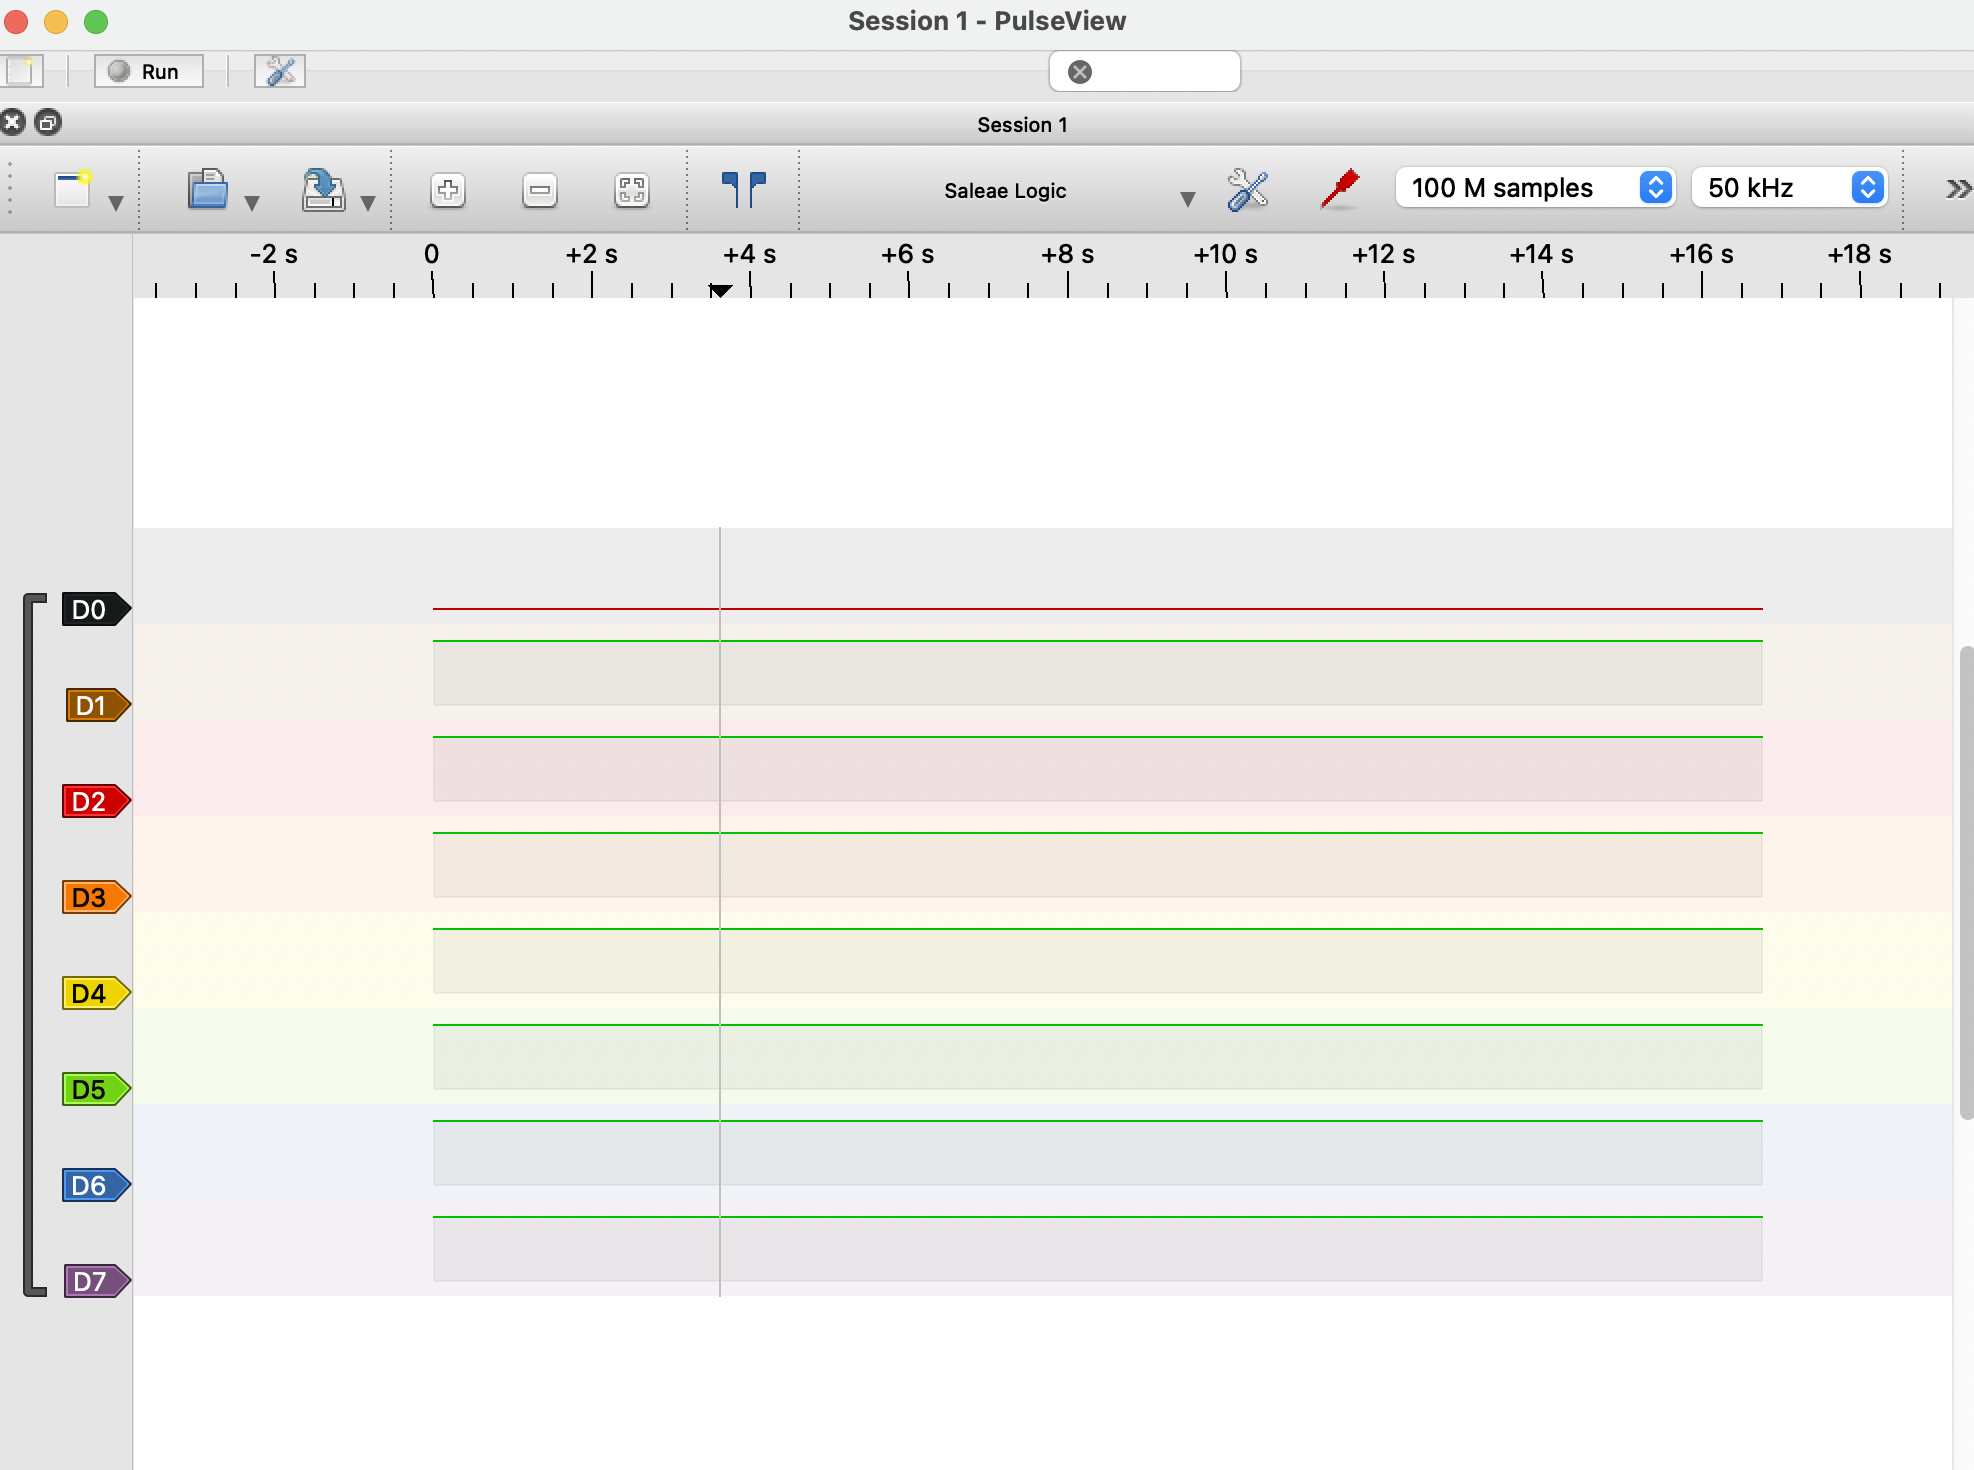 Session 1 - PulseView
Run
Session 1
Saleae Logic
100 M samples
50 kHz
-2 s 0 +2 s +4 s +6 s +8 s +10 s +12 s +14 s +16 s +18 s
D0
D1
D2
D3
D4
D5
D6
D7